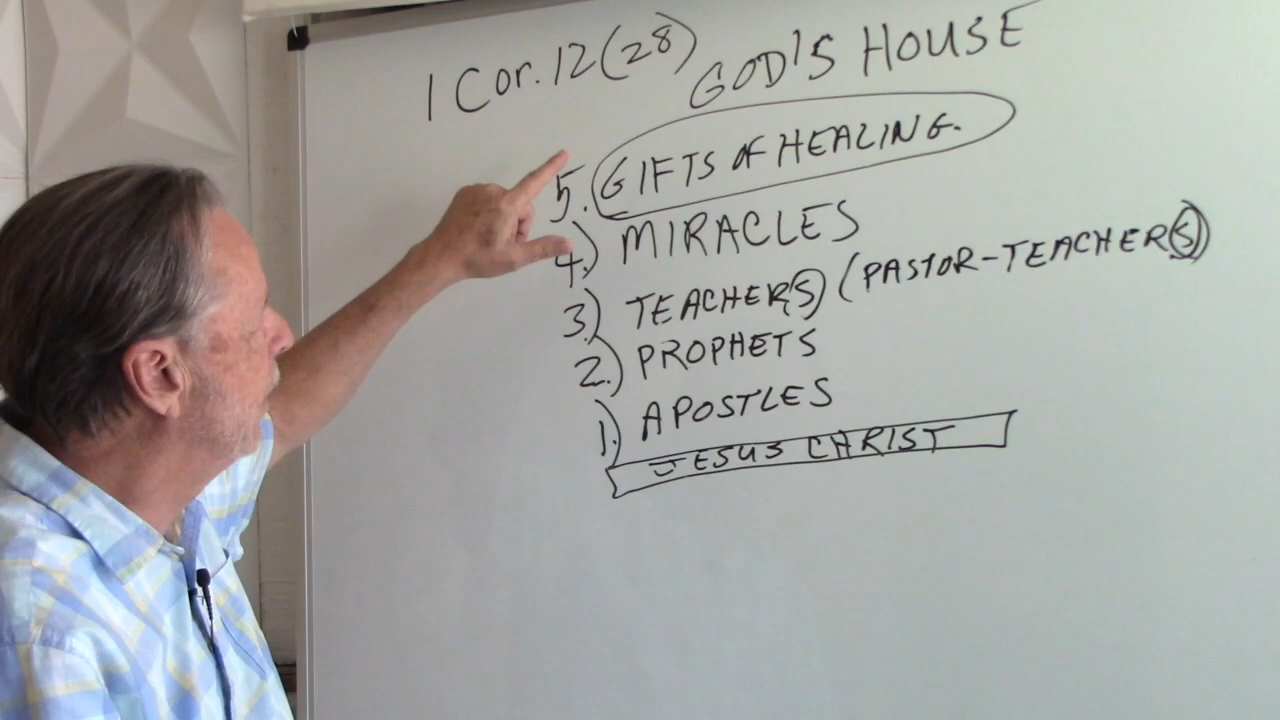 1 Cor. 12 (28) GOD'S HOUSE
5. GIFTS OF HEALING.
4.) MIRACLES
3.) TEACHER(S) (PASTOR-TEACHER(S))
2.) PROPHETS
1.) APOSTLES
JESUS CHRIST